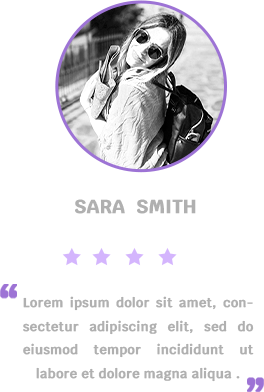 SARA SMITH
Lorem ipsum dolor sit amet, con-
sectetur adipiscing elit, sed do
eiusmod tempor incididunt ut
labore et dolore magna aliqua .